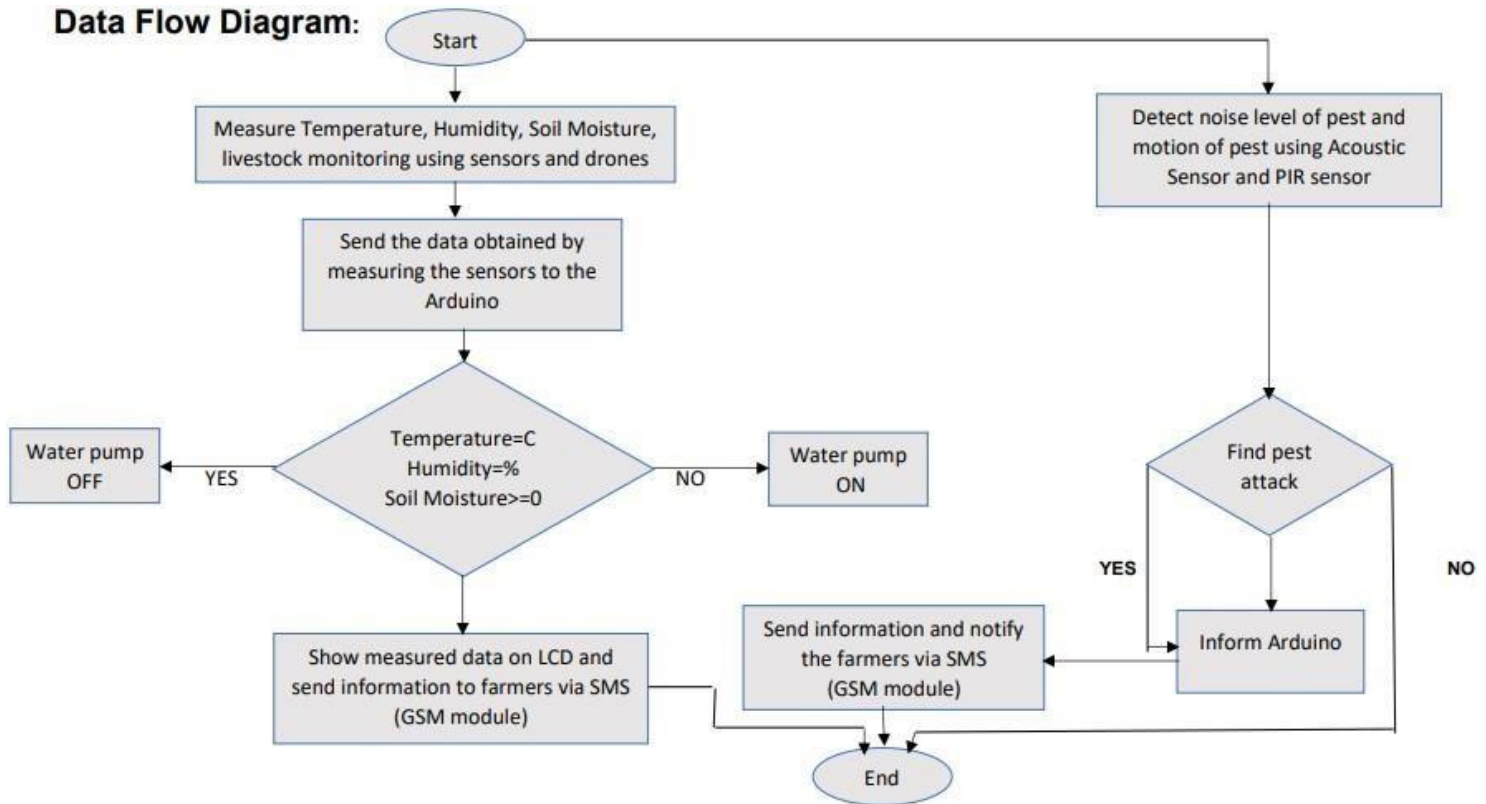 Data Flow Diagram:
Start
Measure Temperature, Humidity, Soil Moisture,
livestock monitoring using sensors and drones
Send the data obtained by
measuring the sensors to the
Arduino
Temperature=C
Humidity=%
Soil Moisture>=0
YES
Water pump
OFF
NO
Water pump
ON
Show measured data on LCD and
send information to farmers via SMS
(GSM module)
Detect noise level of pest and
motion of pest using Acoustic
Sensor and PIR sensor
Find pest
attack
YES
NO
Inform Arduino
Send information and notify
the farmers via SMS
(GSM module)
End